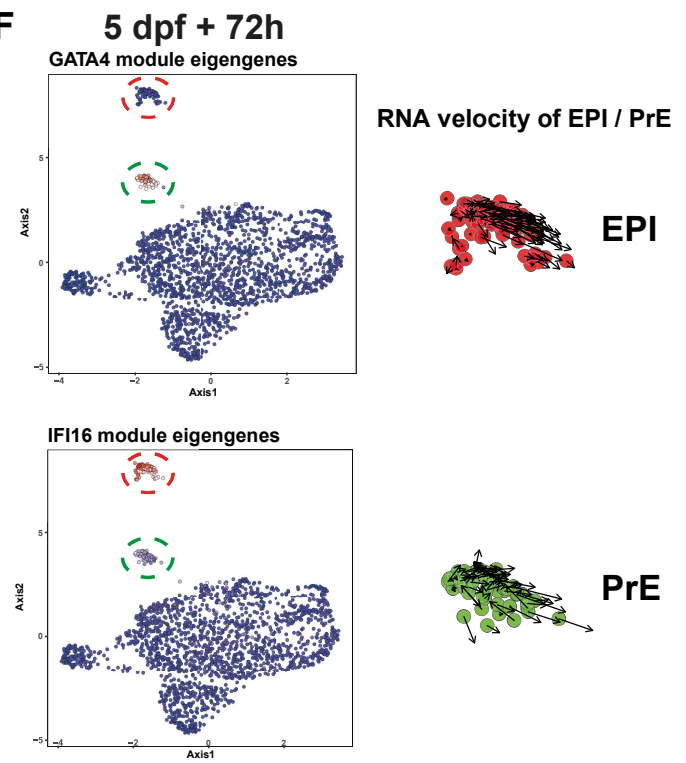 F
5 dpf + 72h
GATA4 module eigengenes
RNA velocity of EPI / PrE
5
0
−5
Axis2
−4 −2 0 2
Axis1
EPI
IFI16 module eigengenes
5
0
−5
Axis2
−4 −2 0 2
Axis1
PrE